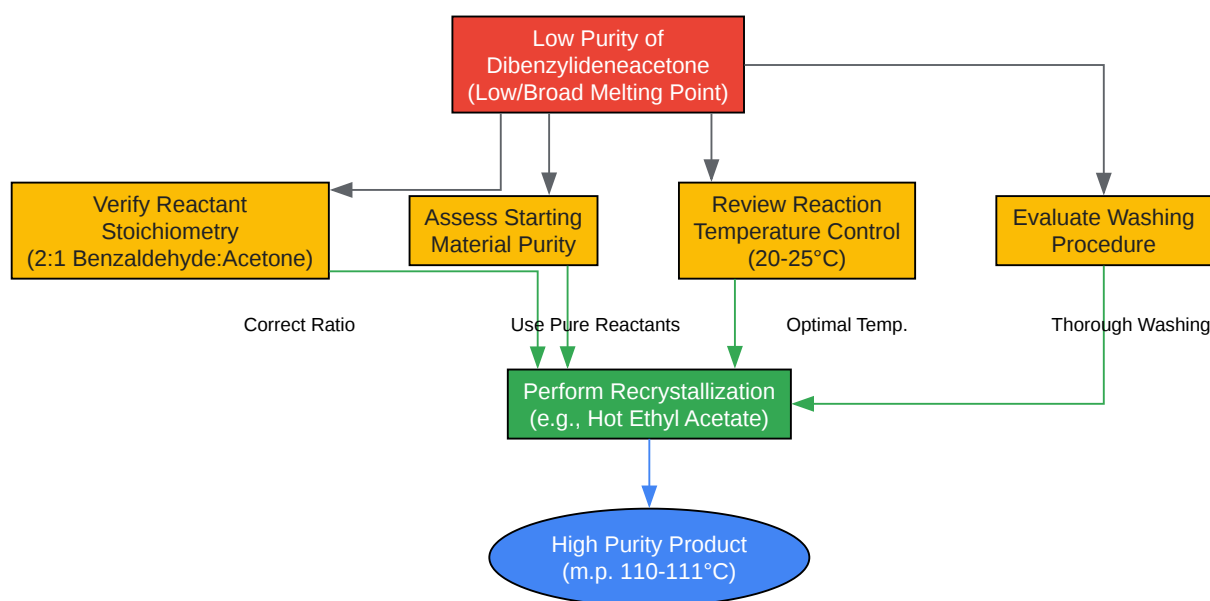 Low Purity of
Dibenzylideneacetone
(Low/Broad Melting Point)
Verify Reactant
Stoichiometry
(2:1 Benzaldehyde:Acetone)
Assess Starting
Material Purity
Review Reaction
Temperature Control
(20-25°C)
Evaluate Washing
Procedure
Correct Ratio
Use Pure Reactants
Optimal Temp.
Thorough Washing
Perform Recrystallization
(e.g., Hot Ethyl Acetate)
High Purity Product
(m.p. 110-111°C)